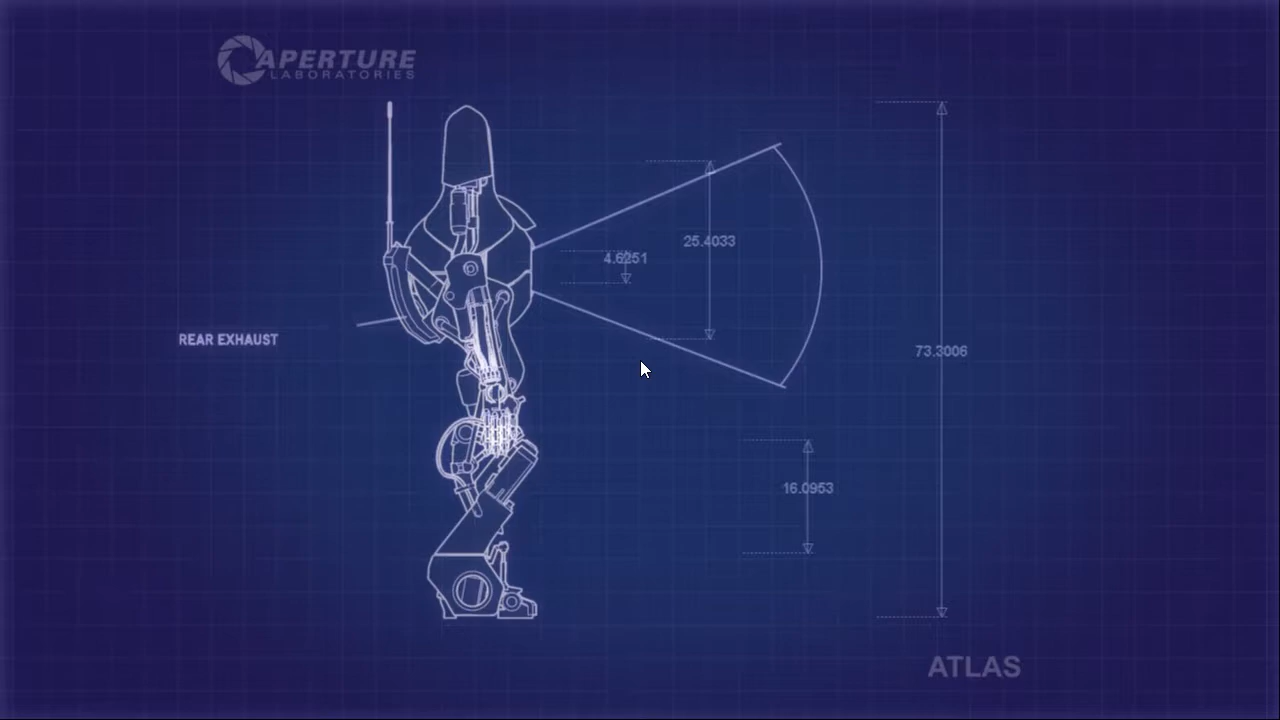 APERTURE
LABORATORIES
25.4033
4.6251
REAR EXHAUST
73.3006
16.0953
ATLAS